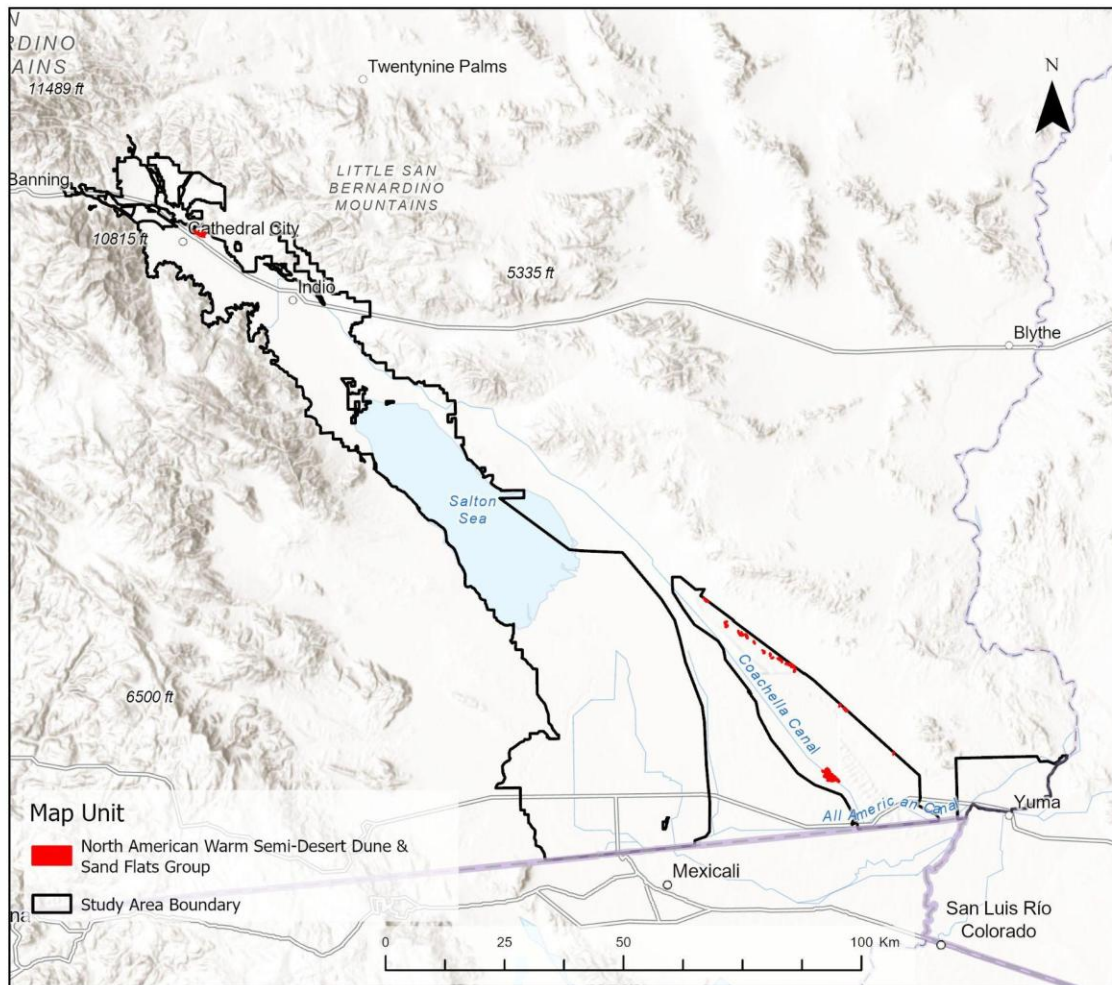 N
RDINO
AINS
11489 ft
Twentynine Palms
N
LITTLE SAN
BERNARDINO
MOUNTAINS
Banning
10815 ft
Cathedral City
5335 ft
Indio
Blythe
Salton
Sea
6500 ft
Coachella Canal
All American Canal
Yuma
Map Unit
North American Warm Semi-Desert Dune &
Sand Flats Group
Study Area Boundary
na
Mexicali
San Luis Río
Colorado
0 25 50 100 Km